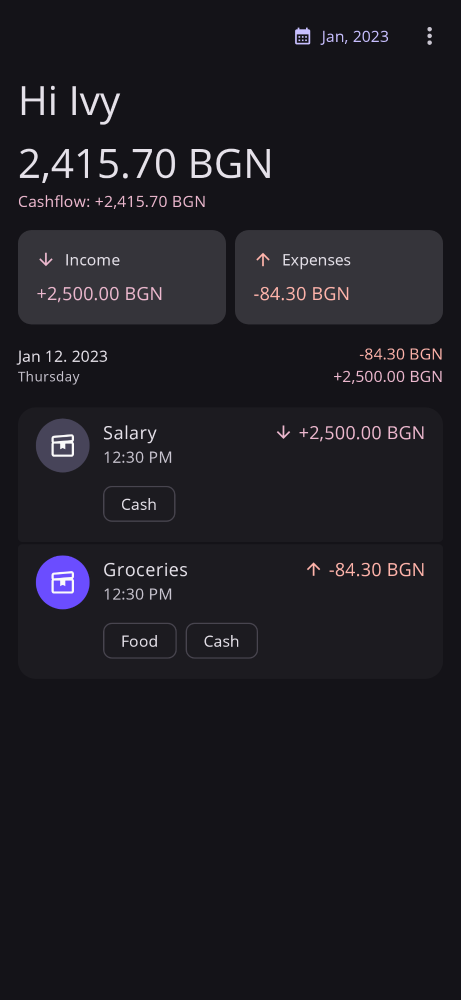 Jan, 2023
Hi Ivy
2,415.70 BGN
Cashflow: +2,415.70 BGN
Income
+2,500.00 BGN
Expenses
-84.30 BGN
Jan 12. 2023
Thursday
-84.30 BGN
+2,500.00 BGN
Salary
12:30 PM
+2,500.00 BGN
Cash
Groceries
12:30 PM
-84.30 BGN
Food
Cash